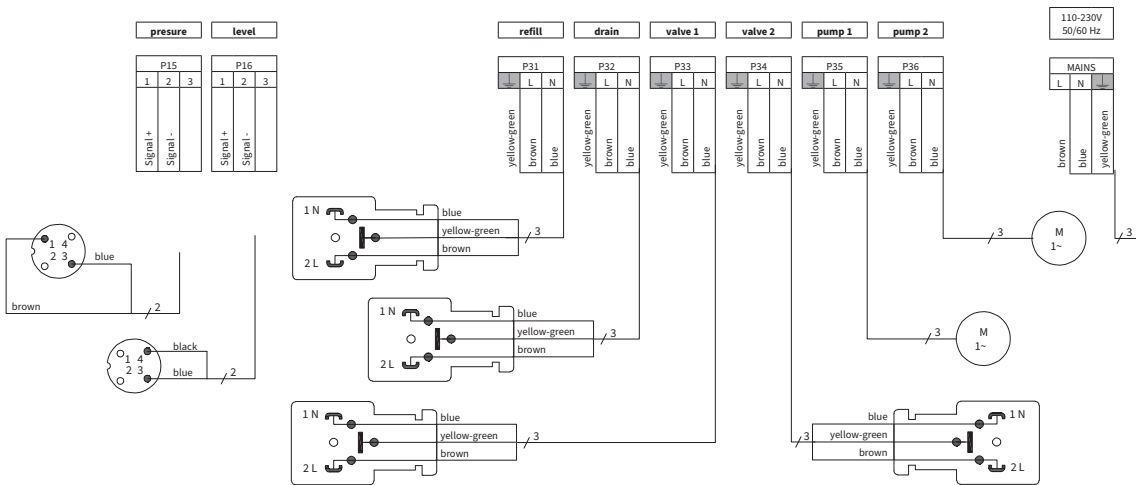 presure level refill drain valve 1 valve 2 pump 1 pump 2 110-230V
50/60 Hz
P15 P16 P31 P32 P33 P34 P35 P36 MAINS
1 2 3 1 2 3 L N L N L N L N L N L N L N
Signal + Signal - Signal + Signal - yellow-green brown blue yellow-green brown blue yellow-green brown blue yellow-green brown blue yellow-green brown blue yellow-green brown blue brown blue yellow-green
1 N blue
yellow-green 3
2 L brown
M
1~
3
3
1 4
2 3
blue
brown 2
1 N blue
yellow-green 3
2 L brown
3
M
1~
black
1 4
2 3
blue 2
1 N blue
yellow-green 3
2 L brown
blue 1 N
3 yellow-green
brown 2 L